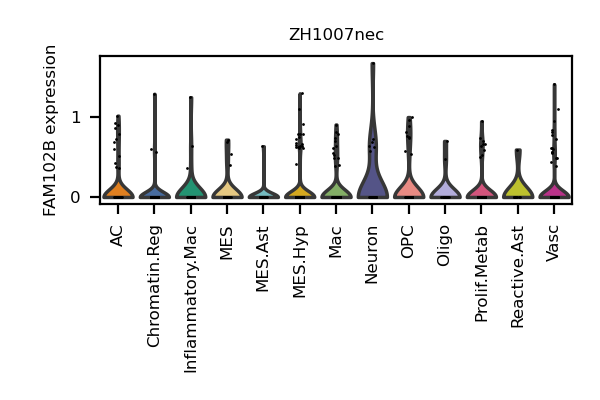 ZH1007nec
FAM102B expression
1
0
AC
Chromatin.Reg
Inflammatory.Mac
MES
MES.Ast
MES.Hyp
Mac
Neuron
OPC
Oligo
Prolif.Metab
Reactive.Ast
Vasc